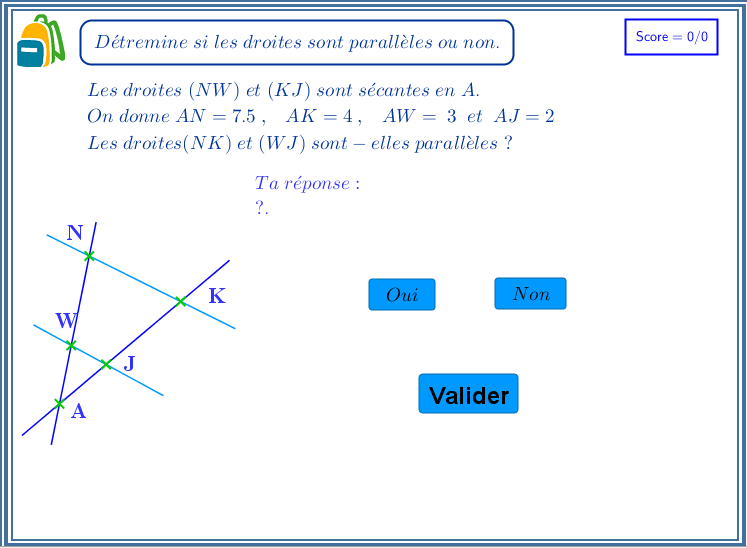 Détremine si les droites sont parallèles ou non.
Score = 0/0
Les droites (NW) et (KJ) sont sécantes en A.
On donne AN = 7.5 , AK = 4 , AW = 3 et AJ = 2
Les droites(NK) et (WJ) sont − elles parallèles ?
Ta réponse :
?.
N
K
W
J
A
Oui
Non
Valider